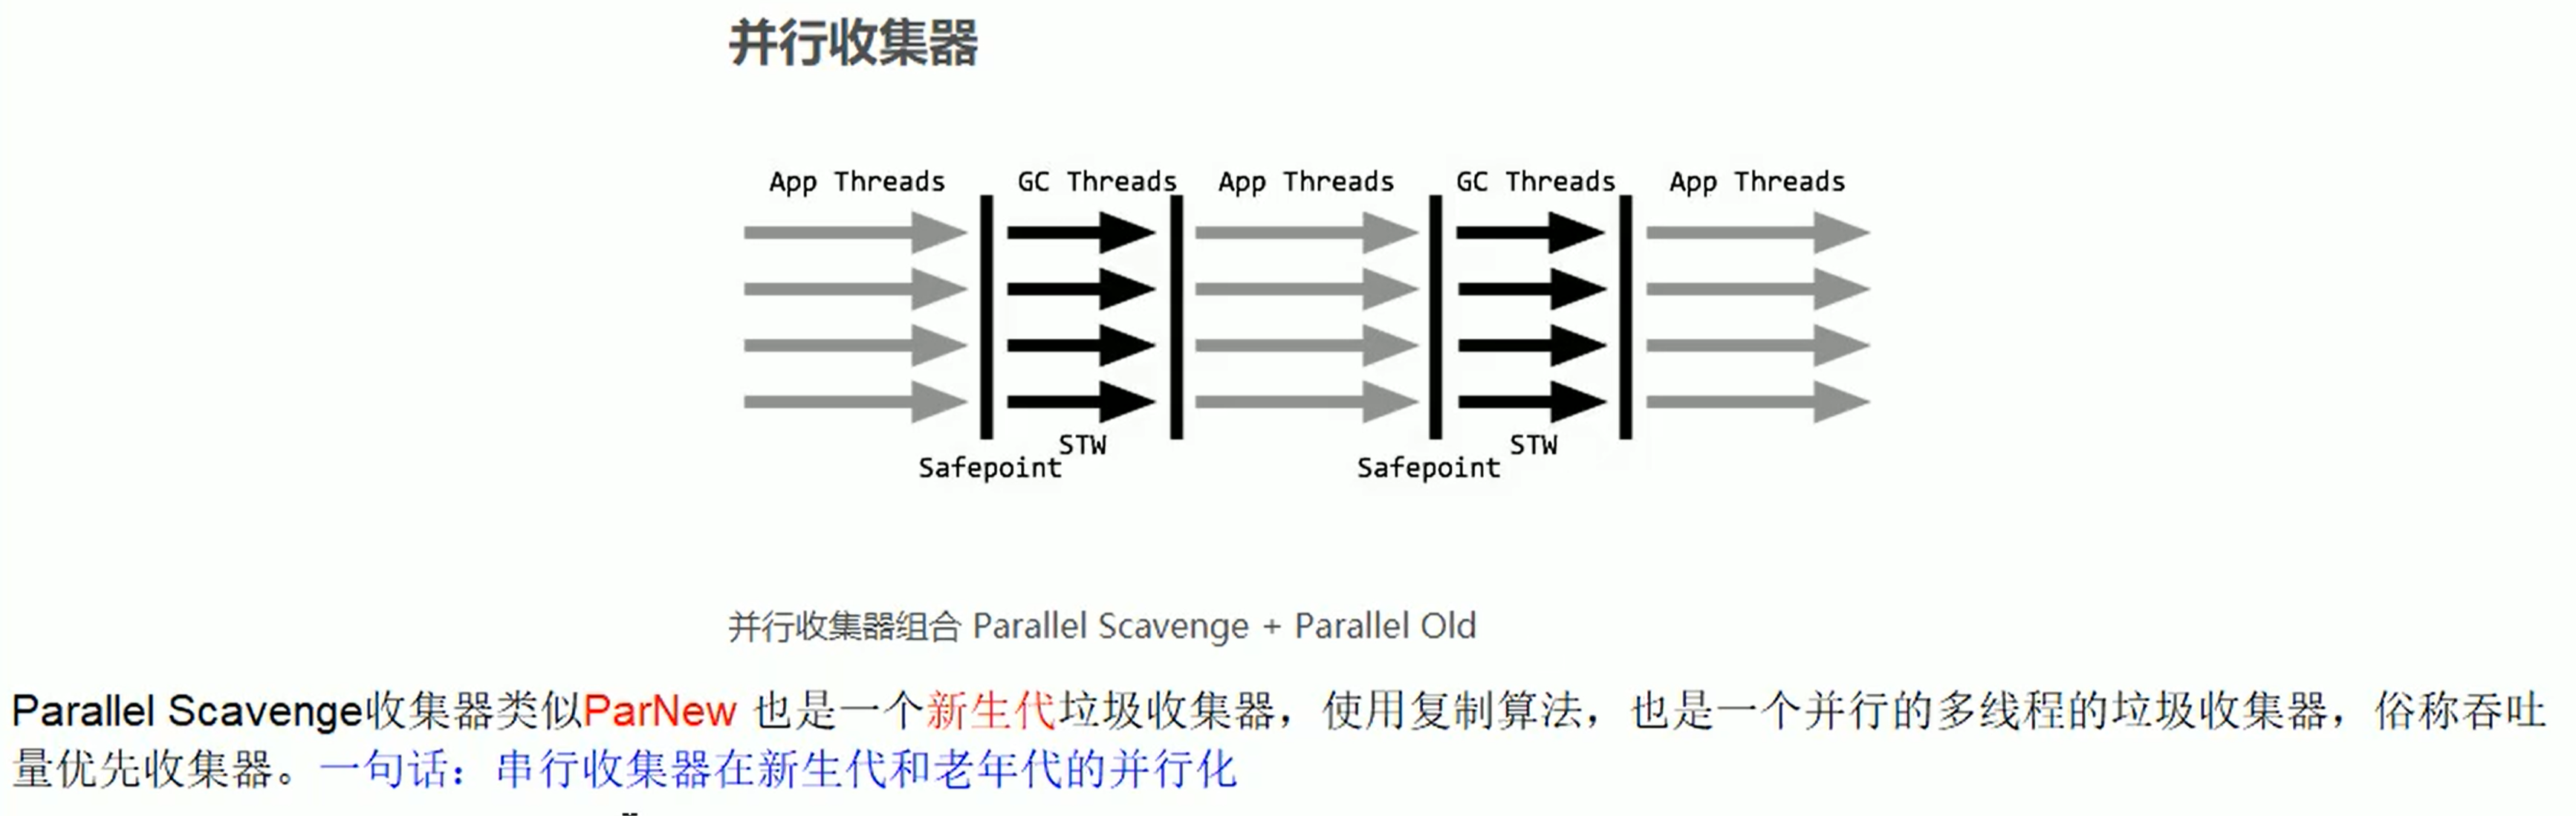 并行收集器
App Threads GC Threads App Threads GC Threads App Threads
STW STW
Safepoint Safepoint
并行收集器组合 Parallel Scavenge + Parallel Old
Parallel Scavenge收集器类似ParNew 也是一个新生代垃圾收集器，使用复制算法，也是一个并行的多线程的垃圾收集器，俗称吞吐
量优先收集器。一句话：串行收集器在新生代和老年代的并行化